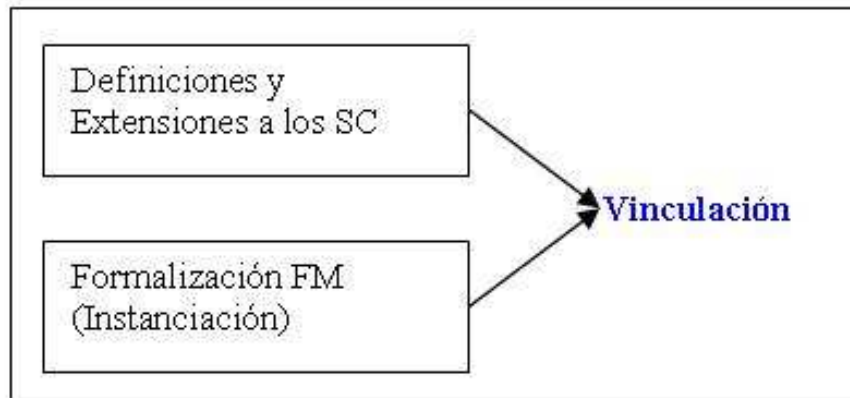 Definiciones y
Extensiones a los SC
Vinculación
Formalización FM
(Instanciación)